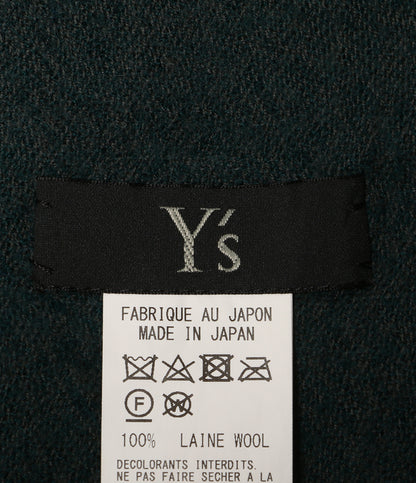 Y's
FABRIQUE AU JAPON
MADE IN JAPAN
F W
100% LAINE WOOL
DECOLORANTS INTERDITS.
NE PAS FAIRE SECHER A LA